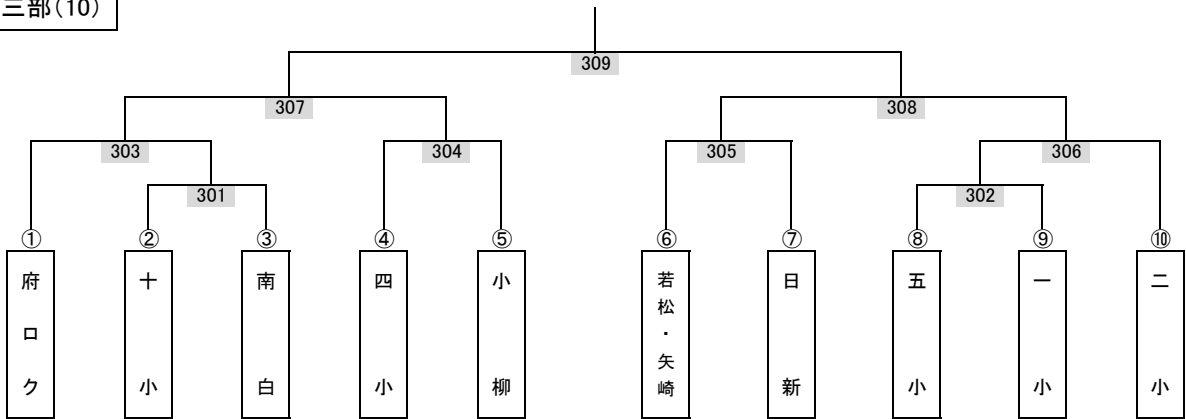 三部(10)
309
307
308
303
304
305
306
301
302
①
②
③
④
⑤
⑥
⑦
⑧
⑨
⑩
府ロク
十小
南白
四小
小柳
若松・矢崎
日新
五小
一小
二小